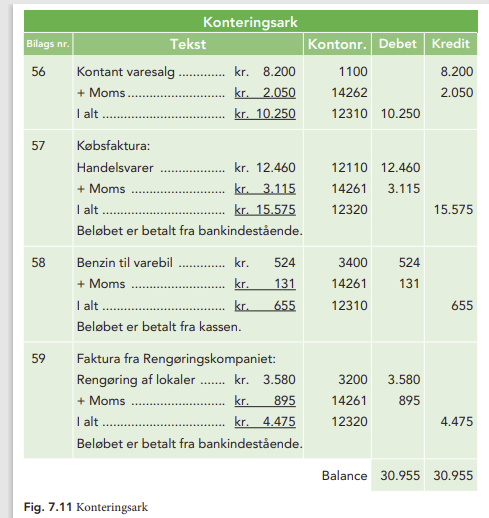 Konteringsark
Bilags nr. Tekst Kontonr. Debet Kredit
56 Kontant varesalg ............. kr. 8.200 1100 8.200
+ Moms ........................... kr. 2.050 14262 2.050
I alt ................................. kr. 10.250 12310 10.250
57 Købsfaktura:
Handelsvarer .................. kr. 12.460 12110 12.460
+ Moms .......................... kr. 3.115 14261 3.115
I alt ................................. kr. 15.575 12320 15.575
Beløbet er betalt fra bankindestående.
58 Benzin til varebil ............. kr. 524 3400 524
+ Moms .......................... kr. 131 14261 131
I alt ................................. kr. 655 12310 655
Beløbet er betalt fra kassen.
59 Faktura fra Rengøringskompaniet:
Rengøring af lokaler ....... kr. 3.580 3200 3.580
+ Moms .......................... kr. 895 14261 895
I alt ................................. kr. 4.475 12320 4.475
Beløbet er betalt fra bankindestående.
Balance 30.955 30.955
Fig. 7.11 Konteringsark